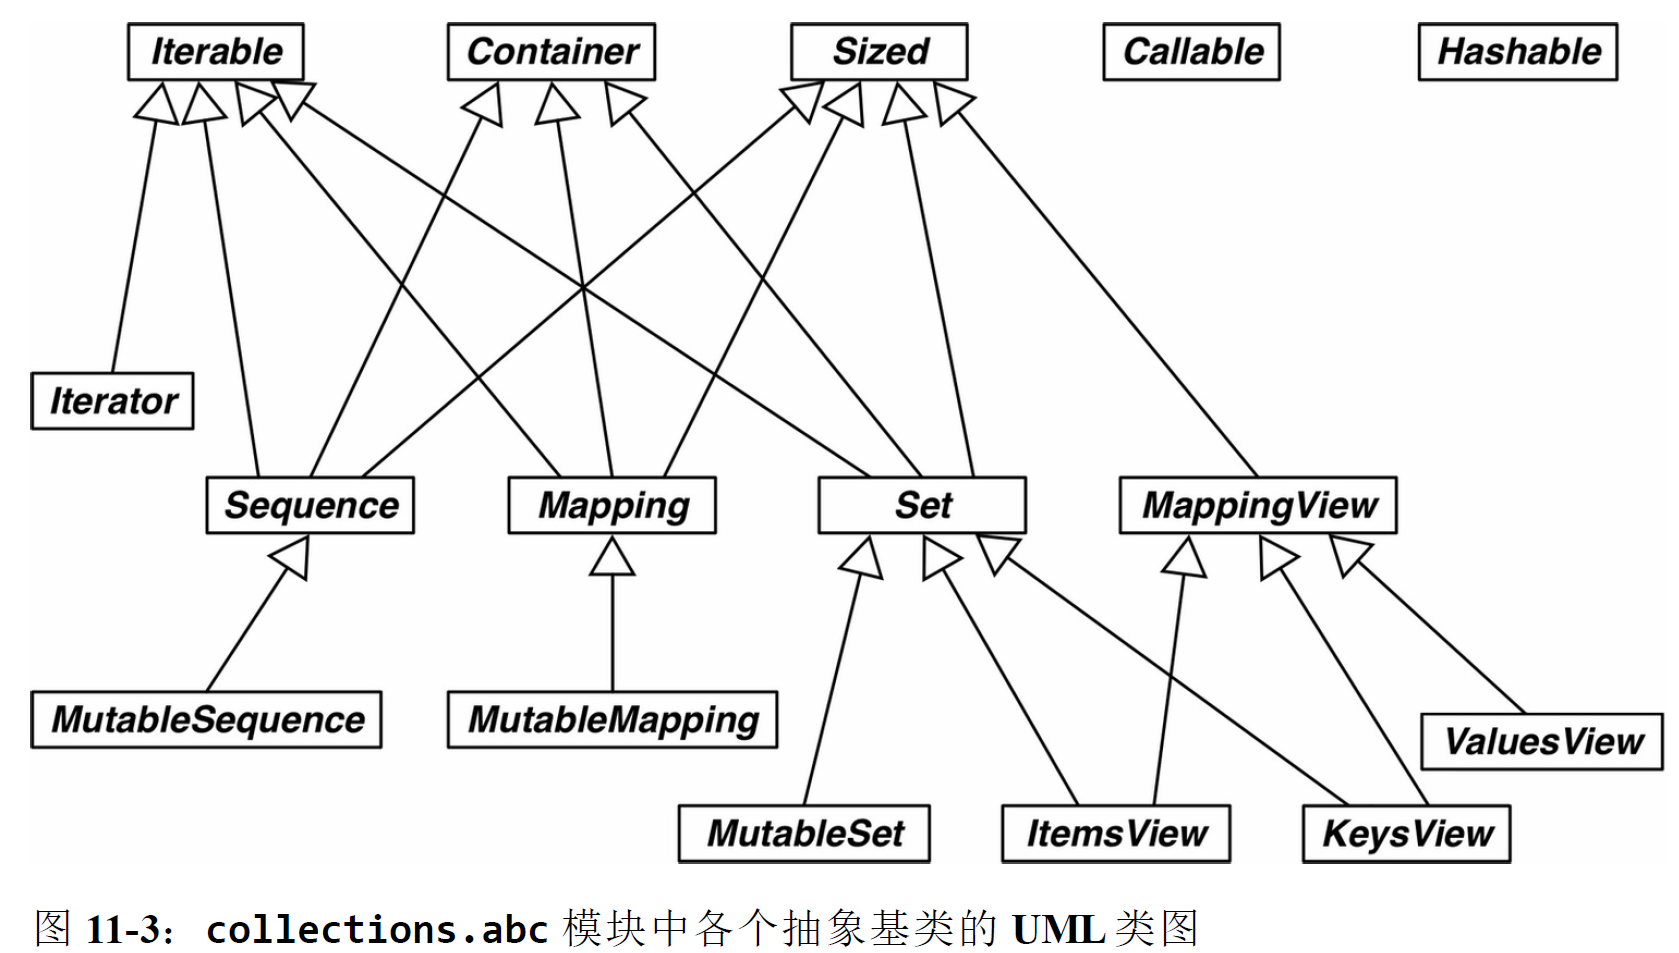 Iterable
Container
Sized
Callable
Hashable
Iterator
Sequence
Mapping
Set
MappingView
MutableSequence
MutableMapping
ValuesView
MutableSet
ItemsView
KeysView
图 11-3：collections.abc 模块中各个抽象基类的 UML 类图